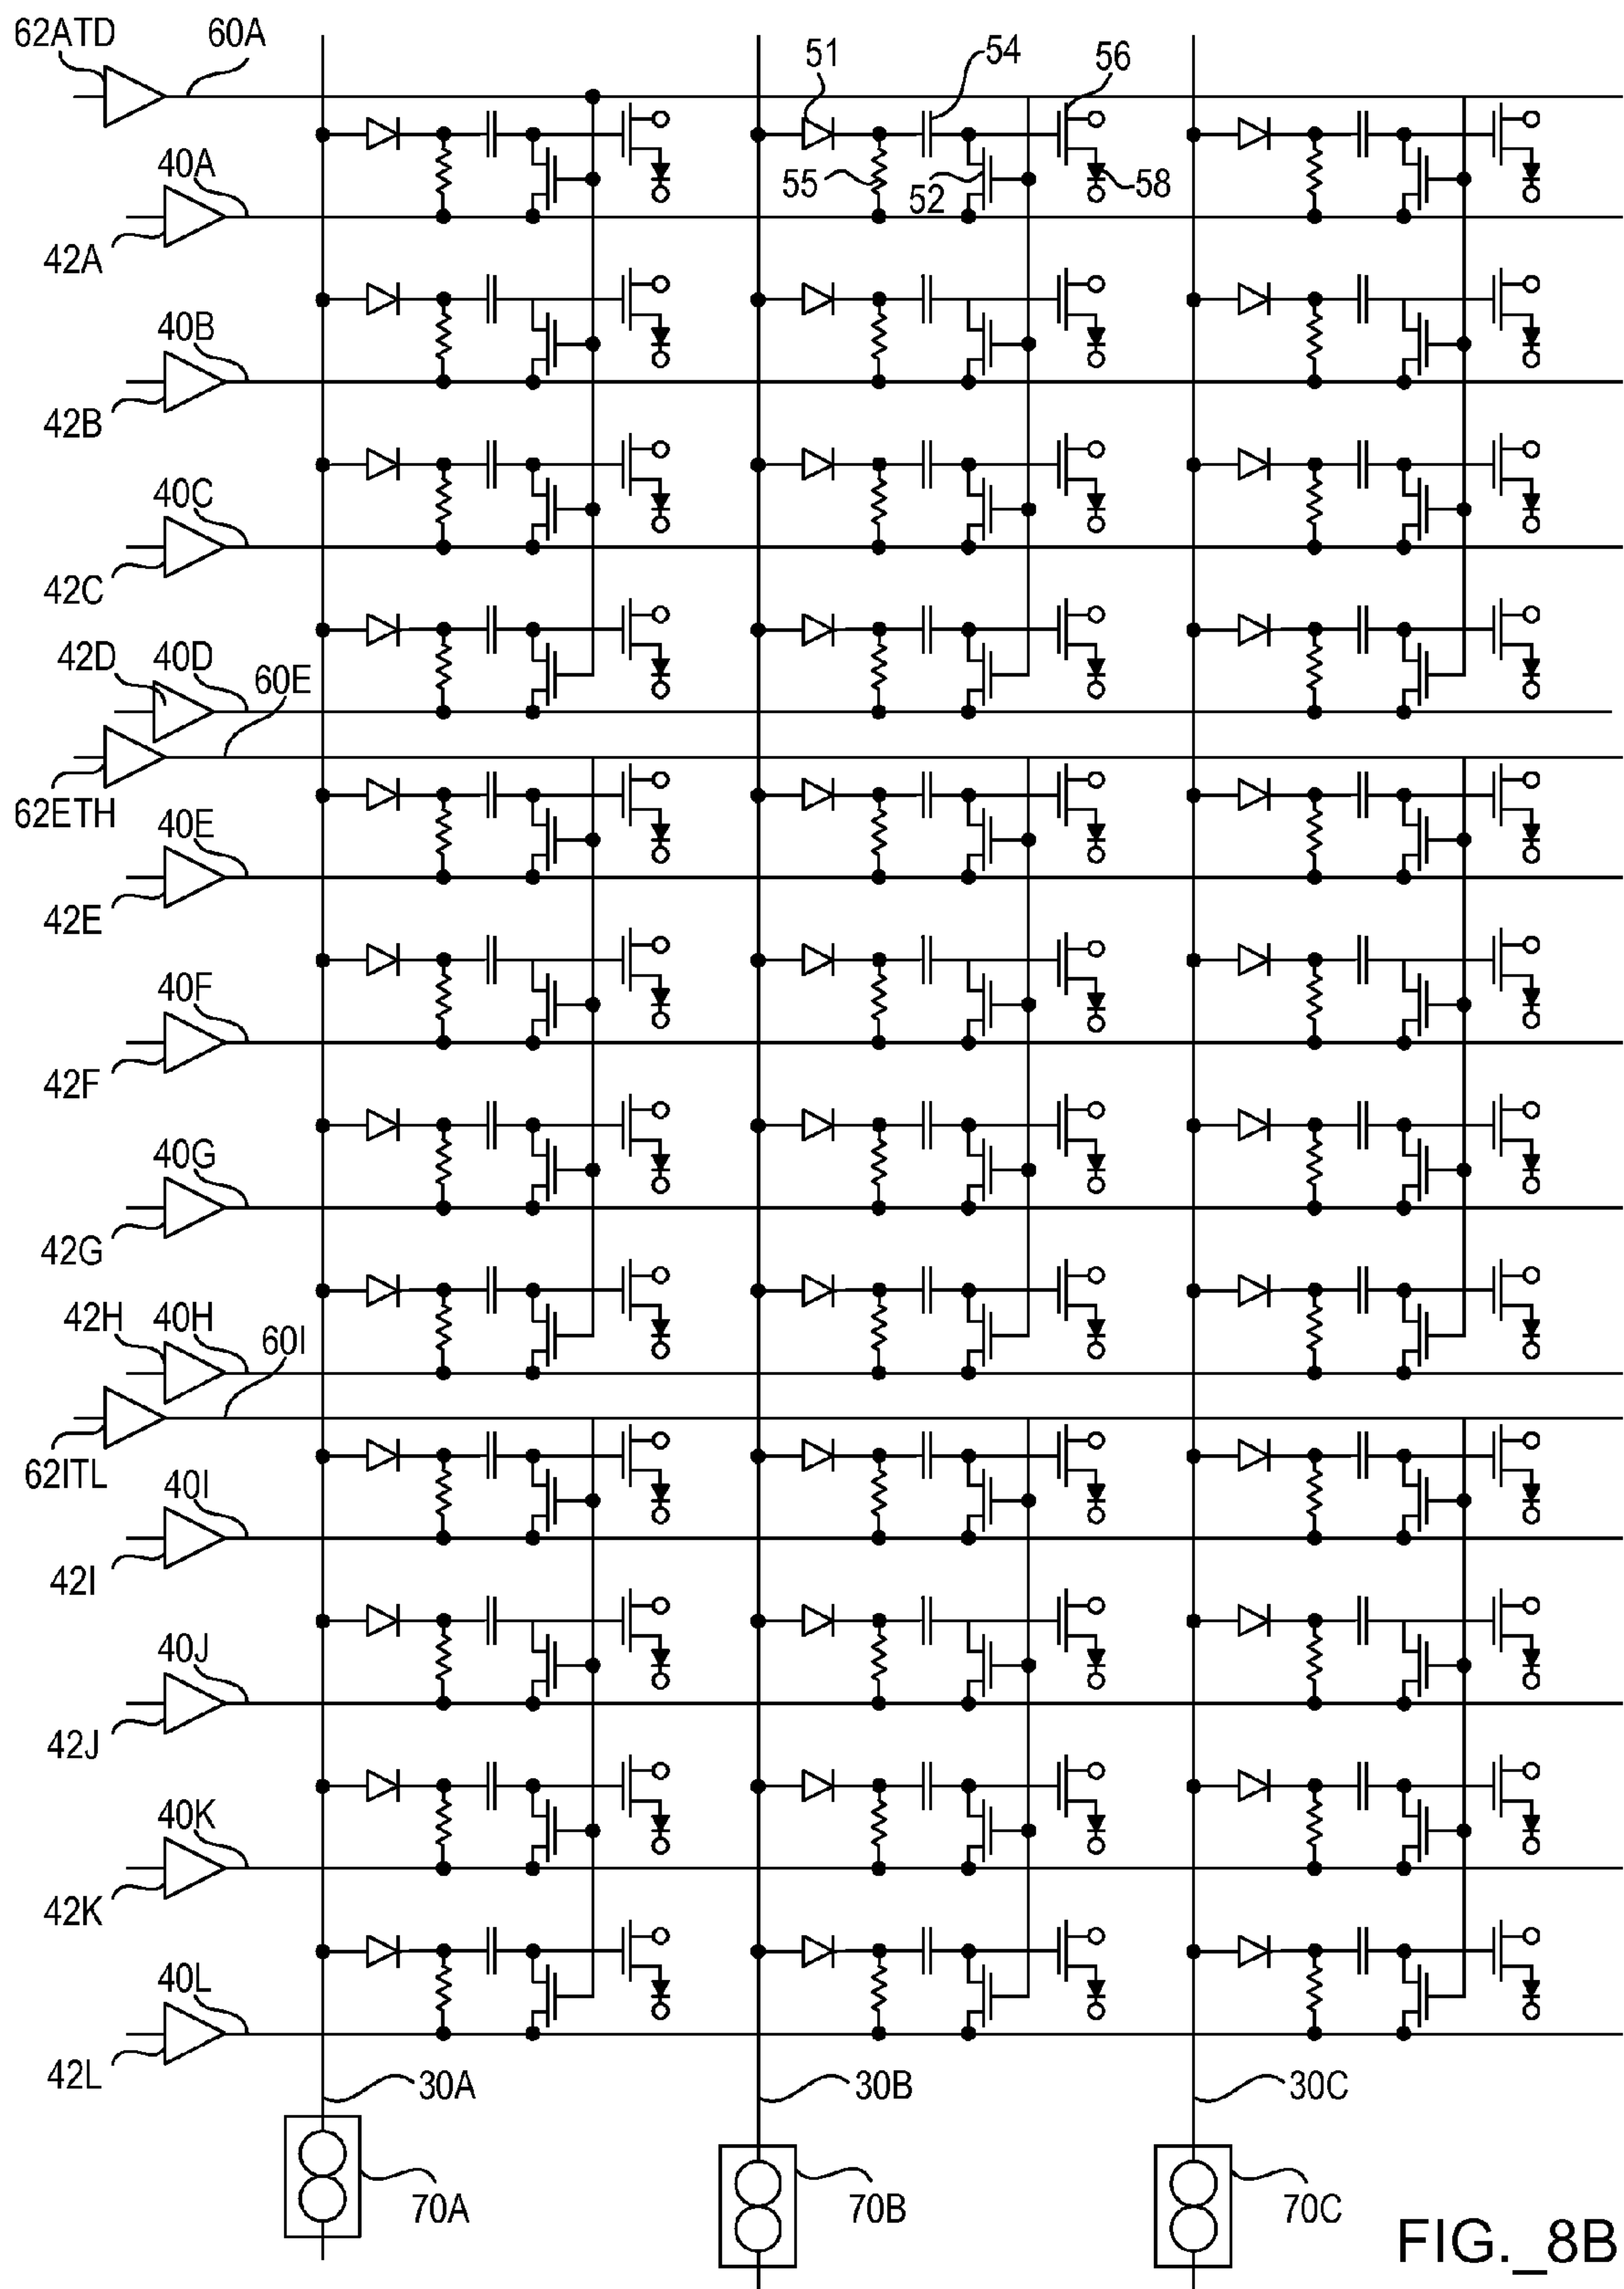 62ATD 60A
51 54 56
40A
55 52 58
42A
40B
42B
40C
42C
42D 40D 60E
62ETH
40E
42E
40F
42F
40G
42G
42H 40H 60I
62ITL
40I
42I
40J
42J
40K
42K
40L
42L
30A 30B 30C
70A 70B 70C
FIG._8B